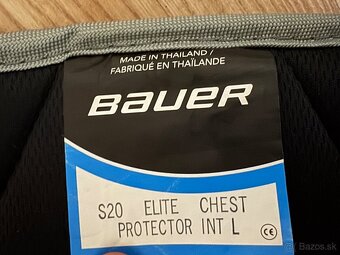 MADE IN THAILAND /
FABRIQUÉ EN THAÏLANDE
BAUER
S20 ELITE CHEST
PROTECTOR INT L
CE
Bazos.sk